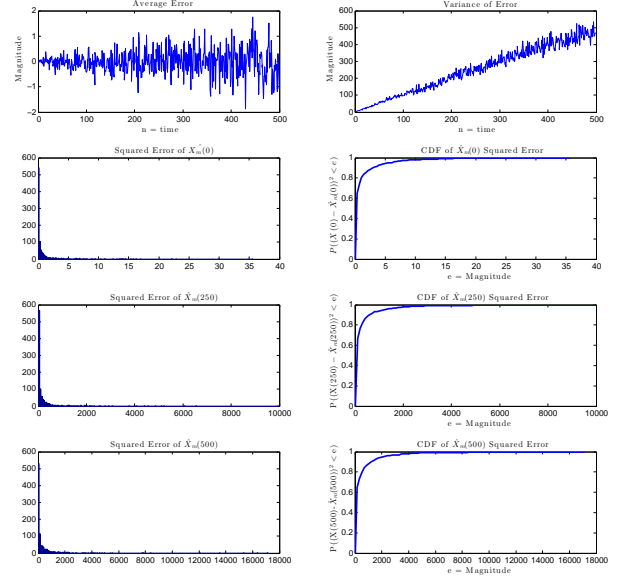 Average Error
Magnitude
2
1
0
−1
−2
0 100 200 300 400 500
n = time
Variance of Error
Magnitude
600
500
400
300
200
100
0
0 100 200 300 400 500
n = time
Squared Error of X̂_m(0)
600
500
400
300
200
100
0
0 5 10 15 20 25 30 35 40
CDF of X̂_m(0) Squared Error
P((X(0) − X̂_m(0))² < e)
1
0.8
0.6
0.4
0.2
0
0 5 10 15 20 25 30 35 40
e = Magnitude
Squared Error of X̂_m(250)
600
500
400
300
200
100
0
0 2000 4000 6000 8000 10000
CDF of X̂_m(250) Squared Error
P((X(250) − X̂_m(250))² < e)
1
0.8
0.6
0.4
0.2
0
0 2000 4000 6000 8000 10000
e = Magnitude
Squared Error of X̂_m(500)
600
500
400
300
200
100
0
0 2000 4000 6000 8000 10000 12000 14000 16000 18000
CDF of X̂_m(500) Squared Error
P((X(500)-X̂_m(500))² < e)
1
0.8
0.6
0.4
0.2
0
0 2000 4000 6000 8000 10000 12000 14000 16000 18000
e = Magnitude